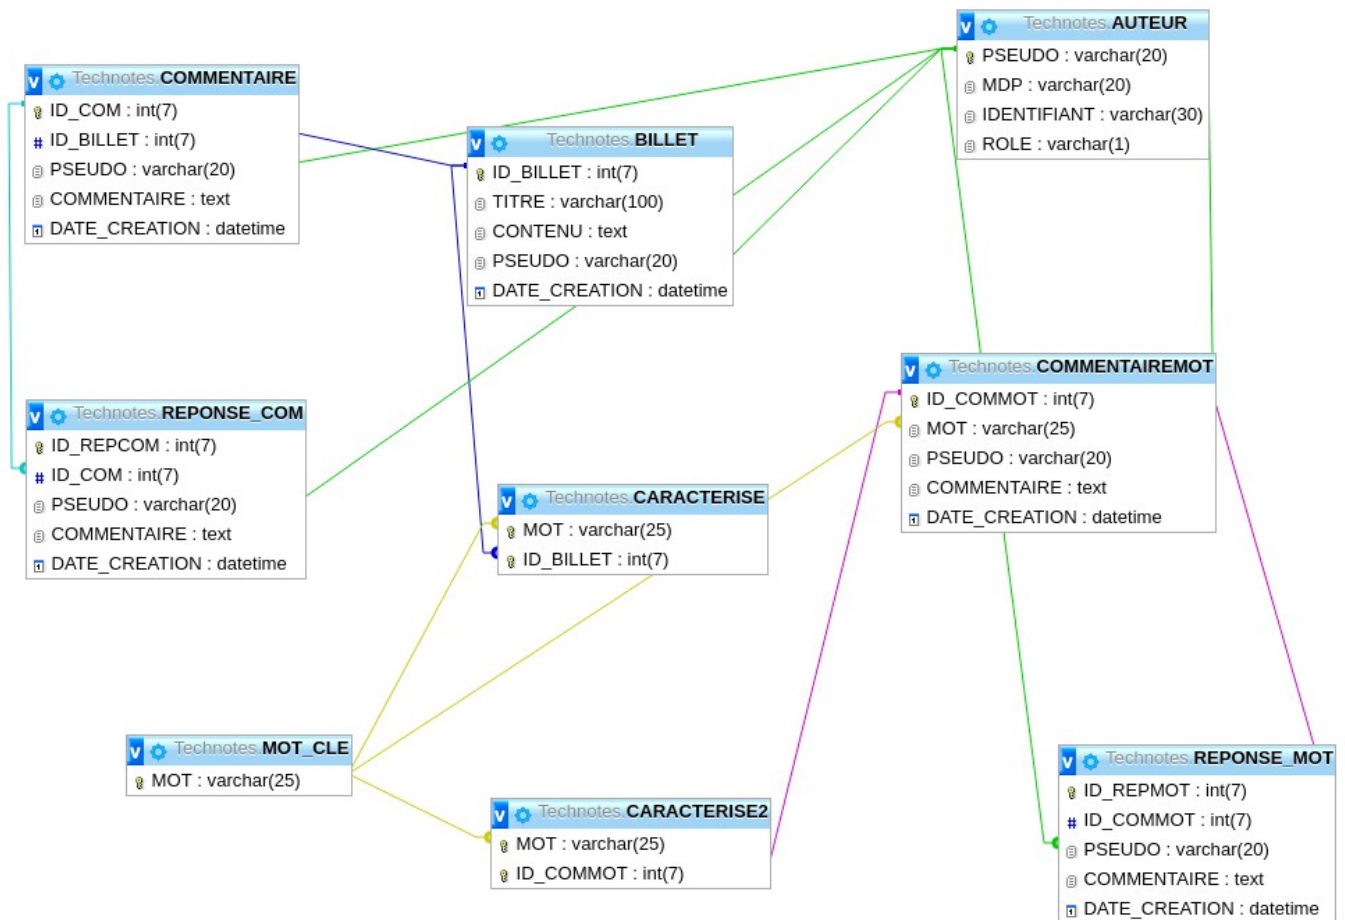 Technotes.AUTEUR
PSEUDO : varchar(20)
MDP : varchar(20)
IDENTIFIANT : varchar(30)
ROLE : varchar(1)
Technotes.COMMENTAIRE
ID_COM : int(7)
ID_BILLET : int(7)
PSEUDO : varchar(20)
COMMENTAIRE : text
DATE_CREATION : datetime
Technotes.BILLET
ID_BILLET : int(7)
TITRE : varchar(100)
CONTENU : text
PSEUDO : varchar(20)
DATE_CREATION : datetime
Technotes.COMMENTAIREMOT
ID_COMMOT : int(7)
MOT : varchar(25)
PSEUDO : varchar(20)
COMMENTAIRE : text
DATE_CREATION : datetime
Technotes.REPONSE_COM
ID_REPCOM : int(7)
ID_COM : int(7)
PSEUDO : varchar(20)
COMMENTAIRE : text
DATE_CREATION : datetime
Technotes.CARACTERISE
MOT : varchar(25)
ID_BILLET : int(7)
Technotes.MOT_CLE
MOT : varchar(25)
Technotes.CARACTERISE2
MOT : varchar(25)
ID_COMMOT : int(7)
Technotes.REPONSE_MOT
ID_REPMOT : int(7)
ID_COMMOT : int(7)
PSEUDO : varchar(20)
COMMENTAIRE : text
DATE_CREATION : datetime